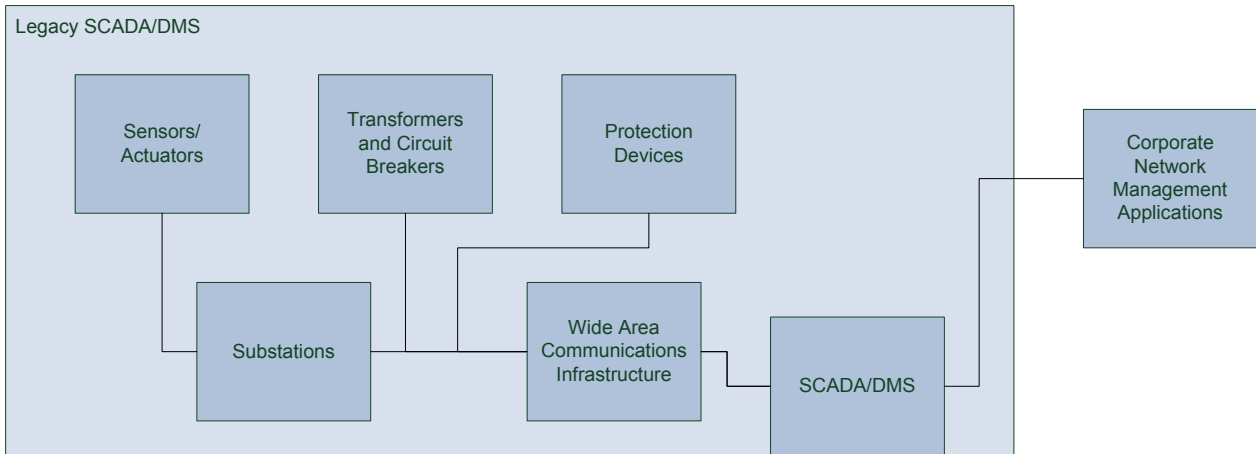 Legacy SCADA/DMS
Sensors/
Actuators
Transformers
and Circuit
Breakers
Protection
Devices
Corporate
Network
Management
Applications
Substations
Wide Area
Communications
Infrastructure
SCADA/DMS